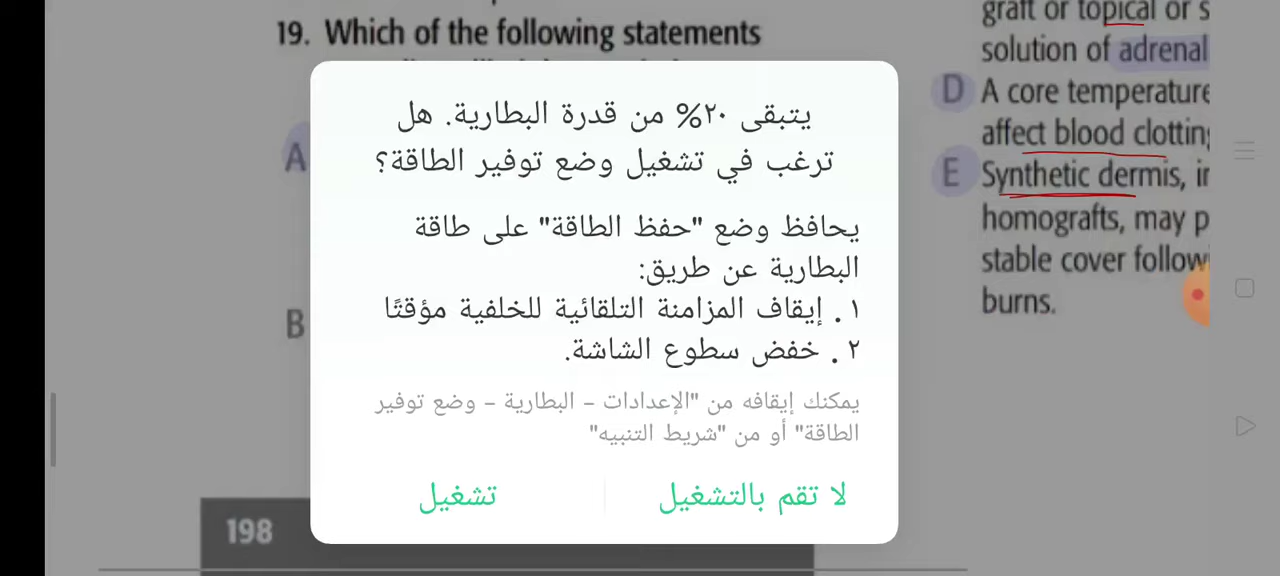 19. Which of the following statements
A
B
198
يتبقى ٢٠% من قدرة البطارية. هل
ترغب في تشغيل وضع توفير الطاقة؟
يحافظ وضع "حفظ الطاقة" على طاقة
البطارية عن طريق:
١. إيقاف المزامنة التلقائية للخلفية مؤقتًا
٢. خفض سطوع الشاشة.
يمكنك إيقافه من "الإعدادات – البطارية – وضع توفير
الطاقة" أو من "شريط التنبيه"
لا تقم بالتشغيل
تشغيل
graft or topical or s
solution of adrenal
D A core temperature
affect blood clotting
E Synthetic dermis, in
homografts, may p
stable cover follow
burns.